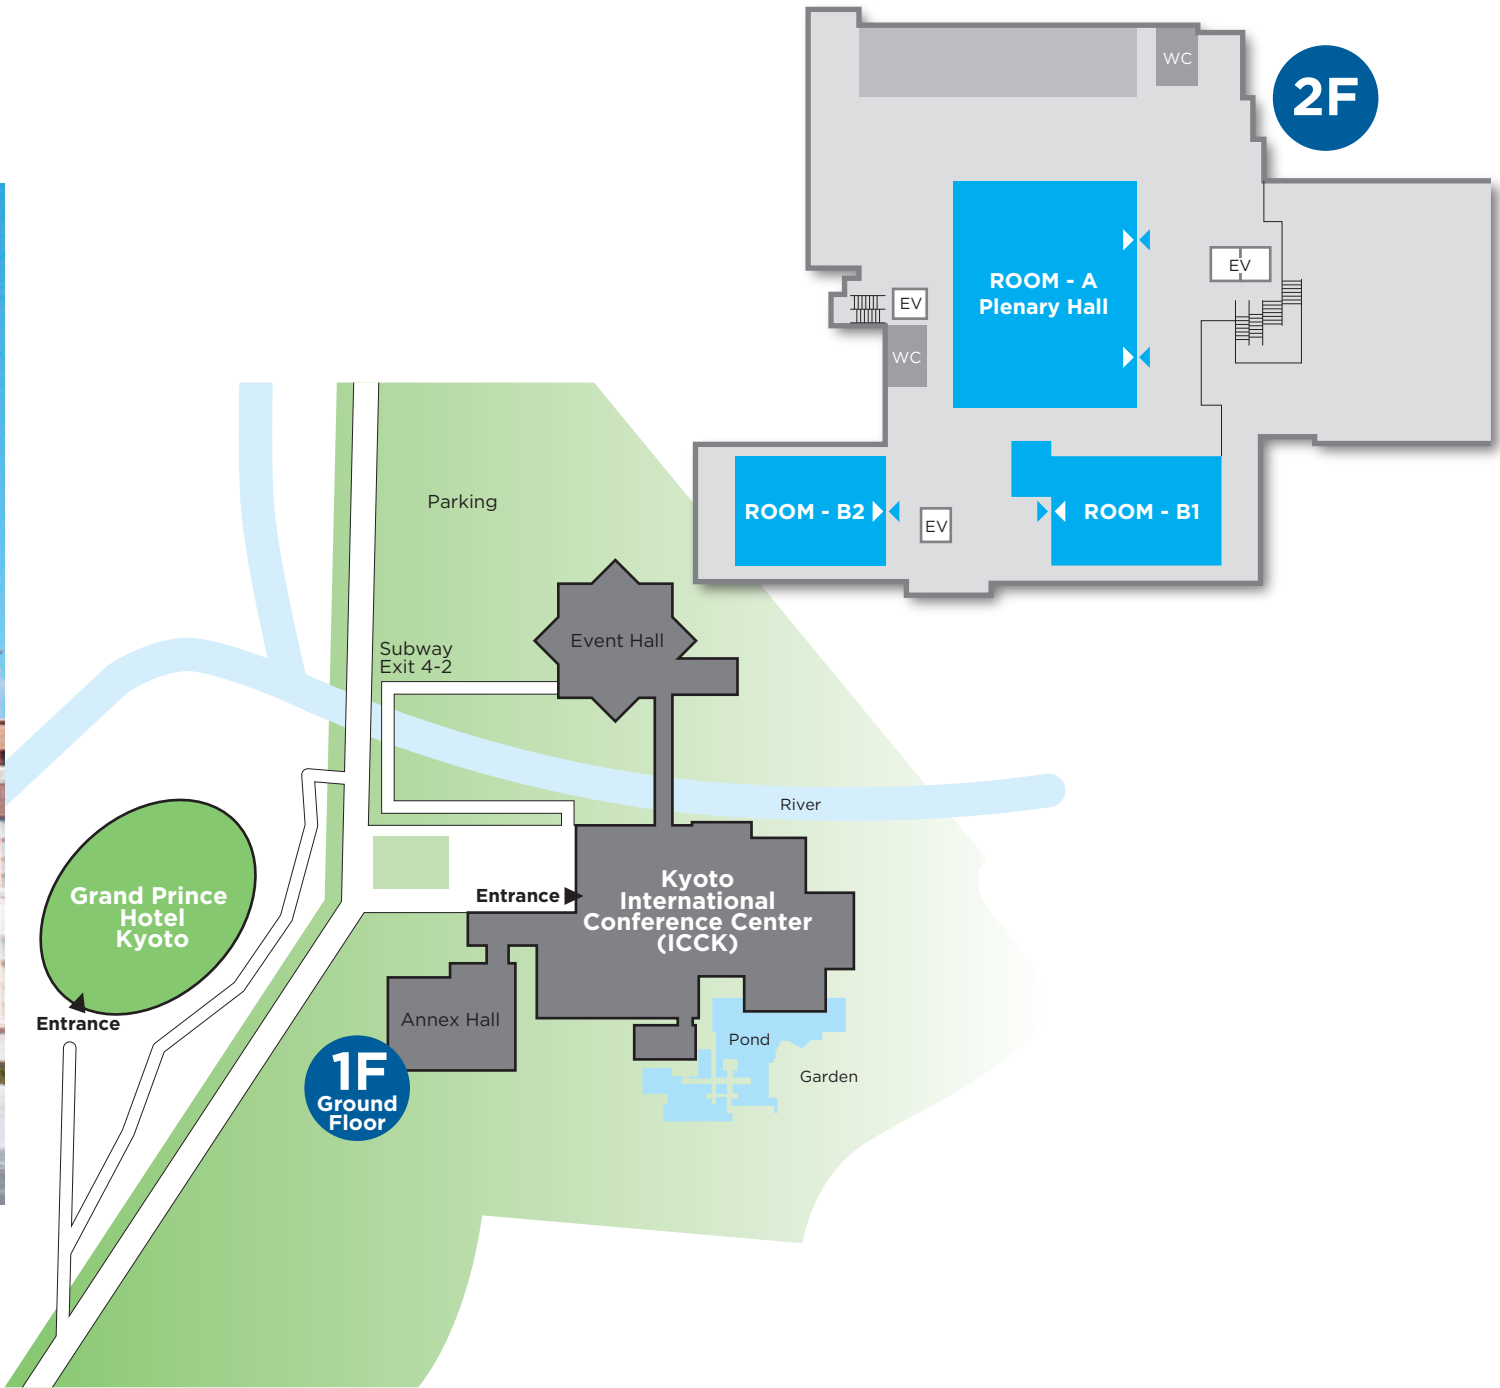 WC
2F
ROOM - A
Plenary Hall
EV
EV
WC
ROOM - B2
EV
ROOM - B1
Parking
Event Hall
Subway
Exit 4-2
River
Entrance
Kyoto
International
Conference Center
(ICCK)
Grand Prince
Hotel
Kyoto
Entrance
Annex Hall
1F
Ground
Floor
Pond
Garden